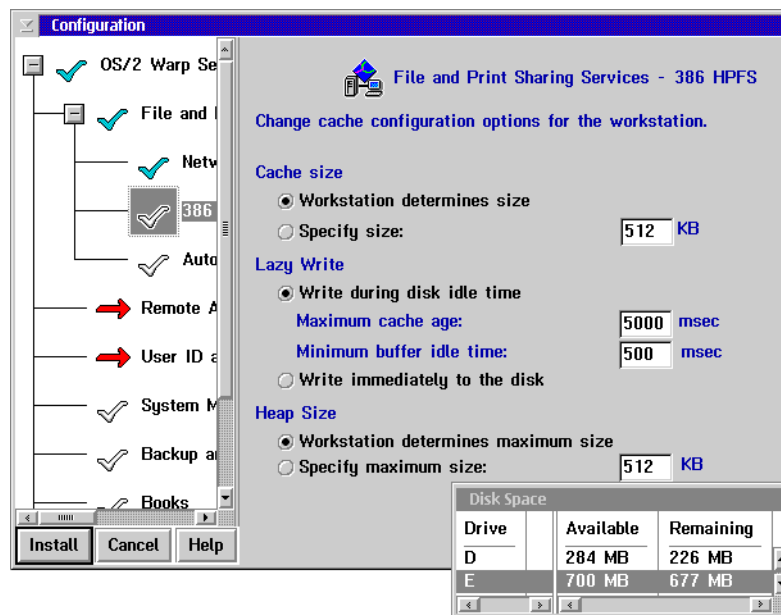 Configuration
OS/2 Warp Se
File and
Netw
386
Auto
Remote A
User ID a
System M
Backup a
Books
Install Cancel Help
File and Print Sharing Services - 386 HPFS
Change cache configuration options for the workstation.
Cache size
Workstation determines size
Specify size: 512 KB
Lazy Write
Write during disk idle time
Maximum cache age: 5000 msec
Minimum buffer idle time: 500 msec
Write immediately to the disk
Heap Size
Workstation determines maximum size
Specify maximum size: 512 KB
Disk Space
Drive Available Remaining
D 284 MB 226 MB
E 700 MB 677 MB